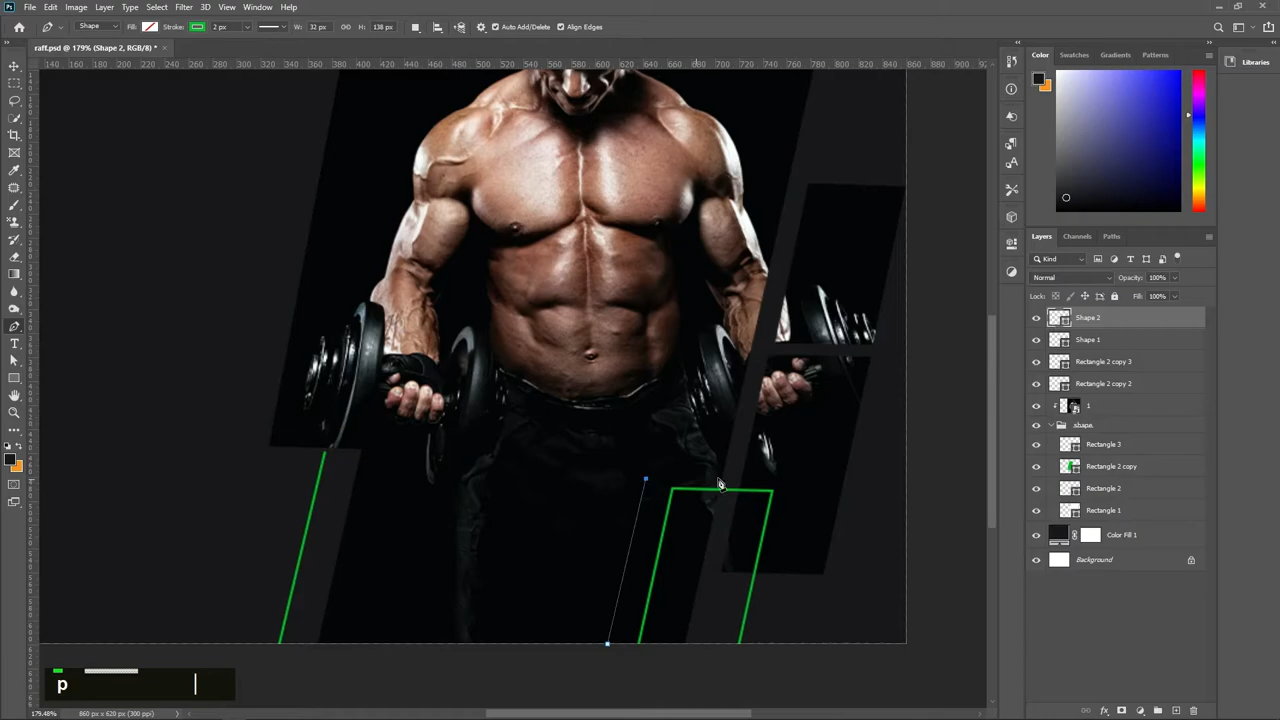 File Edit Image Layer Type Select Filter 3D View Window Help
Shape Fill: Stroke: 2 px W: 32 px H: 138 px Auto Add/Delete Align Edges
raff.psd @ 179% (Shape 2, RGB/8) * ×
140 160 180 200 220 240 260 280 300 320 340 360 380 400 420 440 460 480 500 520 540 560 580 600 620 640 660 680 700 720 740 760 780 800 820 840 860 880 900 920
Color Swatches Gradients Patterns
Libraries
Layers Channels Paths
Kind
Normal Opacity: 100%
Lock: Fill: 100%
Shape 2
Shape 1
Rectangle 2 copy 3
Rectangle 2 copy 2
1
shape
Rectangle 3
Rectangle 2 copy
Rectangle 2
Rectangle 1
Color Fill 1
Background
p
179.48% 860 px x 620 px (300 ppi)